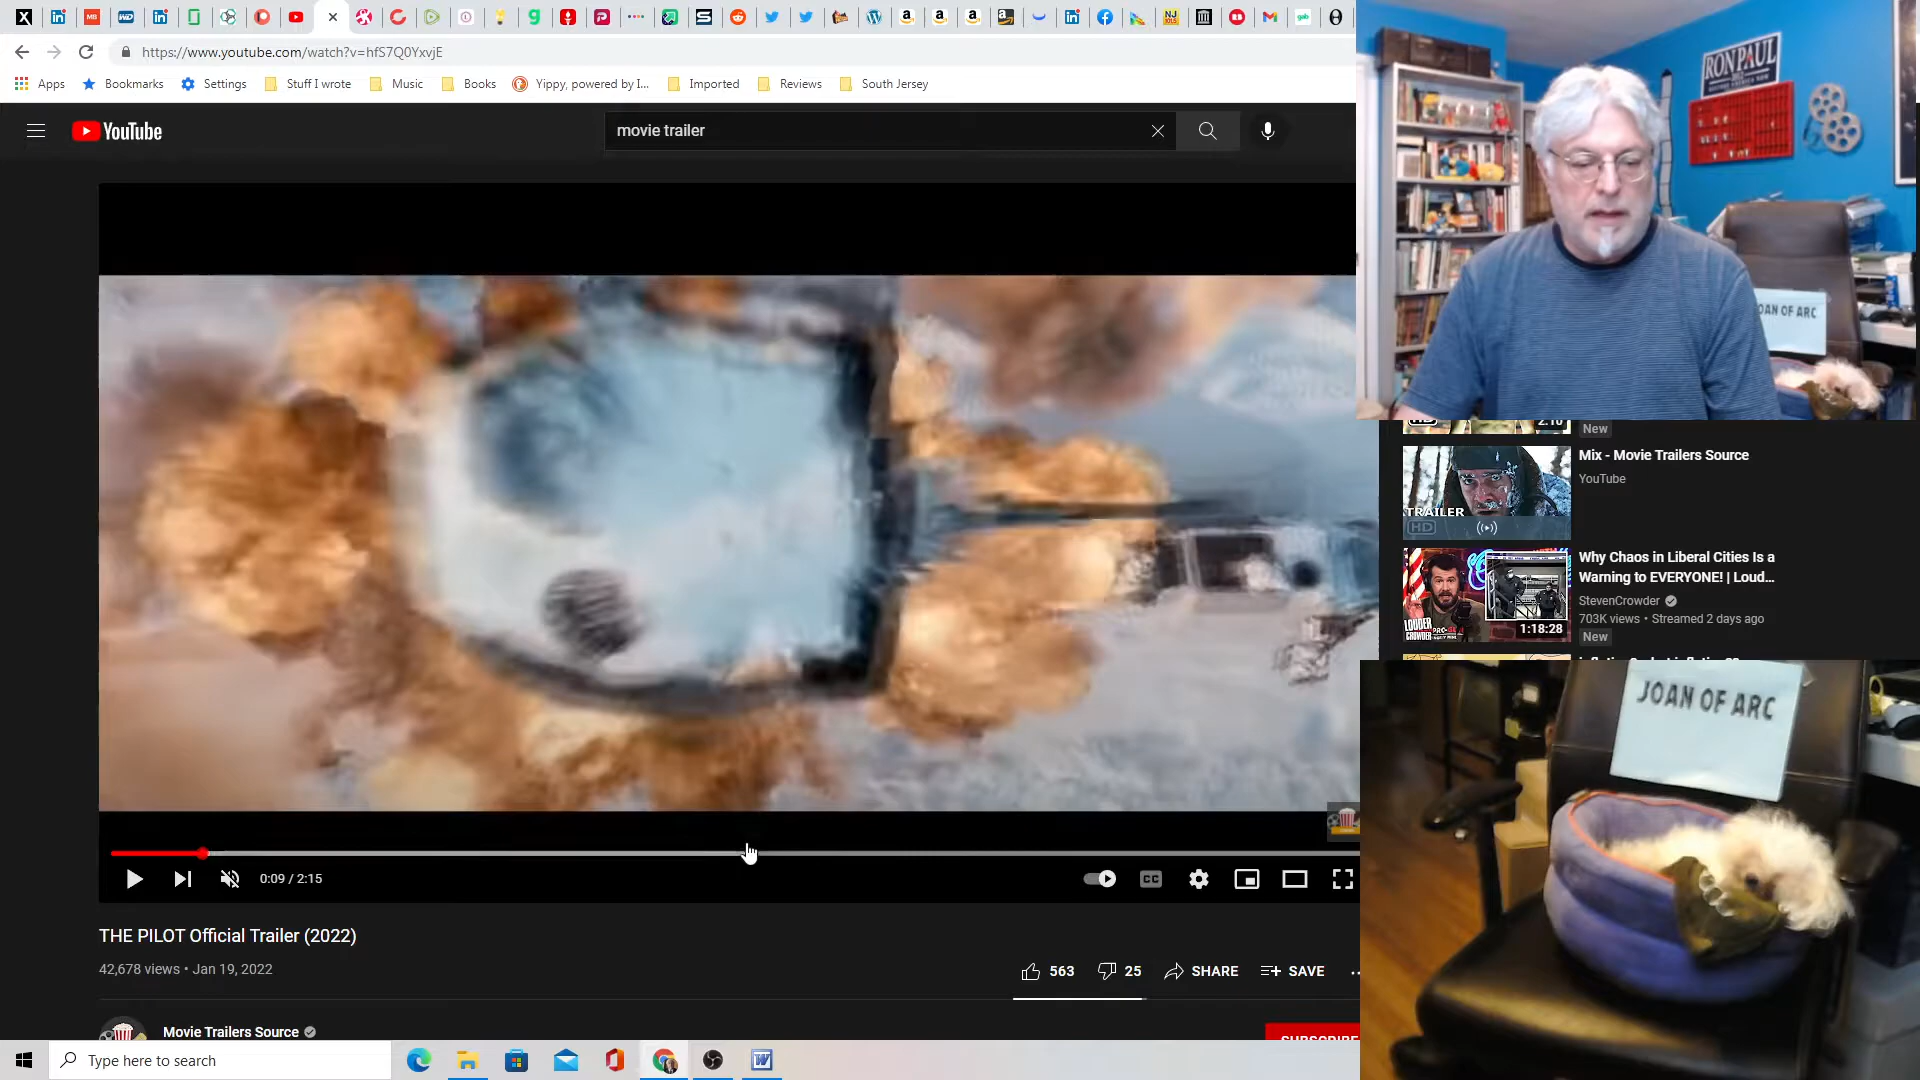 https://www.youtube.com/watch?v=hfS7Q0YxvjE
Apps Bookmarks Settings Stuff I wrote Music Books Yippy, powered by I... Imported Reviews South Jersey
YouTube
movie trailer
RON PAUL
JOAN OF ARC
New
Mix - Movie Trailers Source
YouTube
TRAILER
HD
Why Chaos in Liberal Cities Is a
Warning to EVERYONE! | Loud...
StevenCrowder
703K views • Streamed 2 days ago
New
1:18:28
0:09 / 2:15
CC
THE PILOT Official Trailer (2022)
42,678 views • Jan 19, 2022
563 25 SHARE SAVE
Movie Trailers Source
JOAN OF ARC
Type here to search